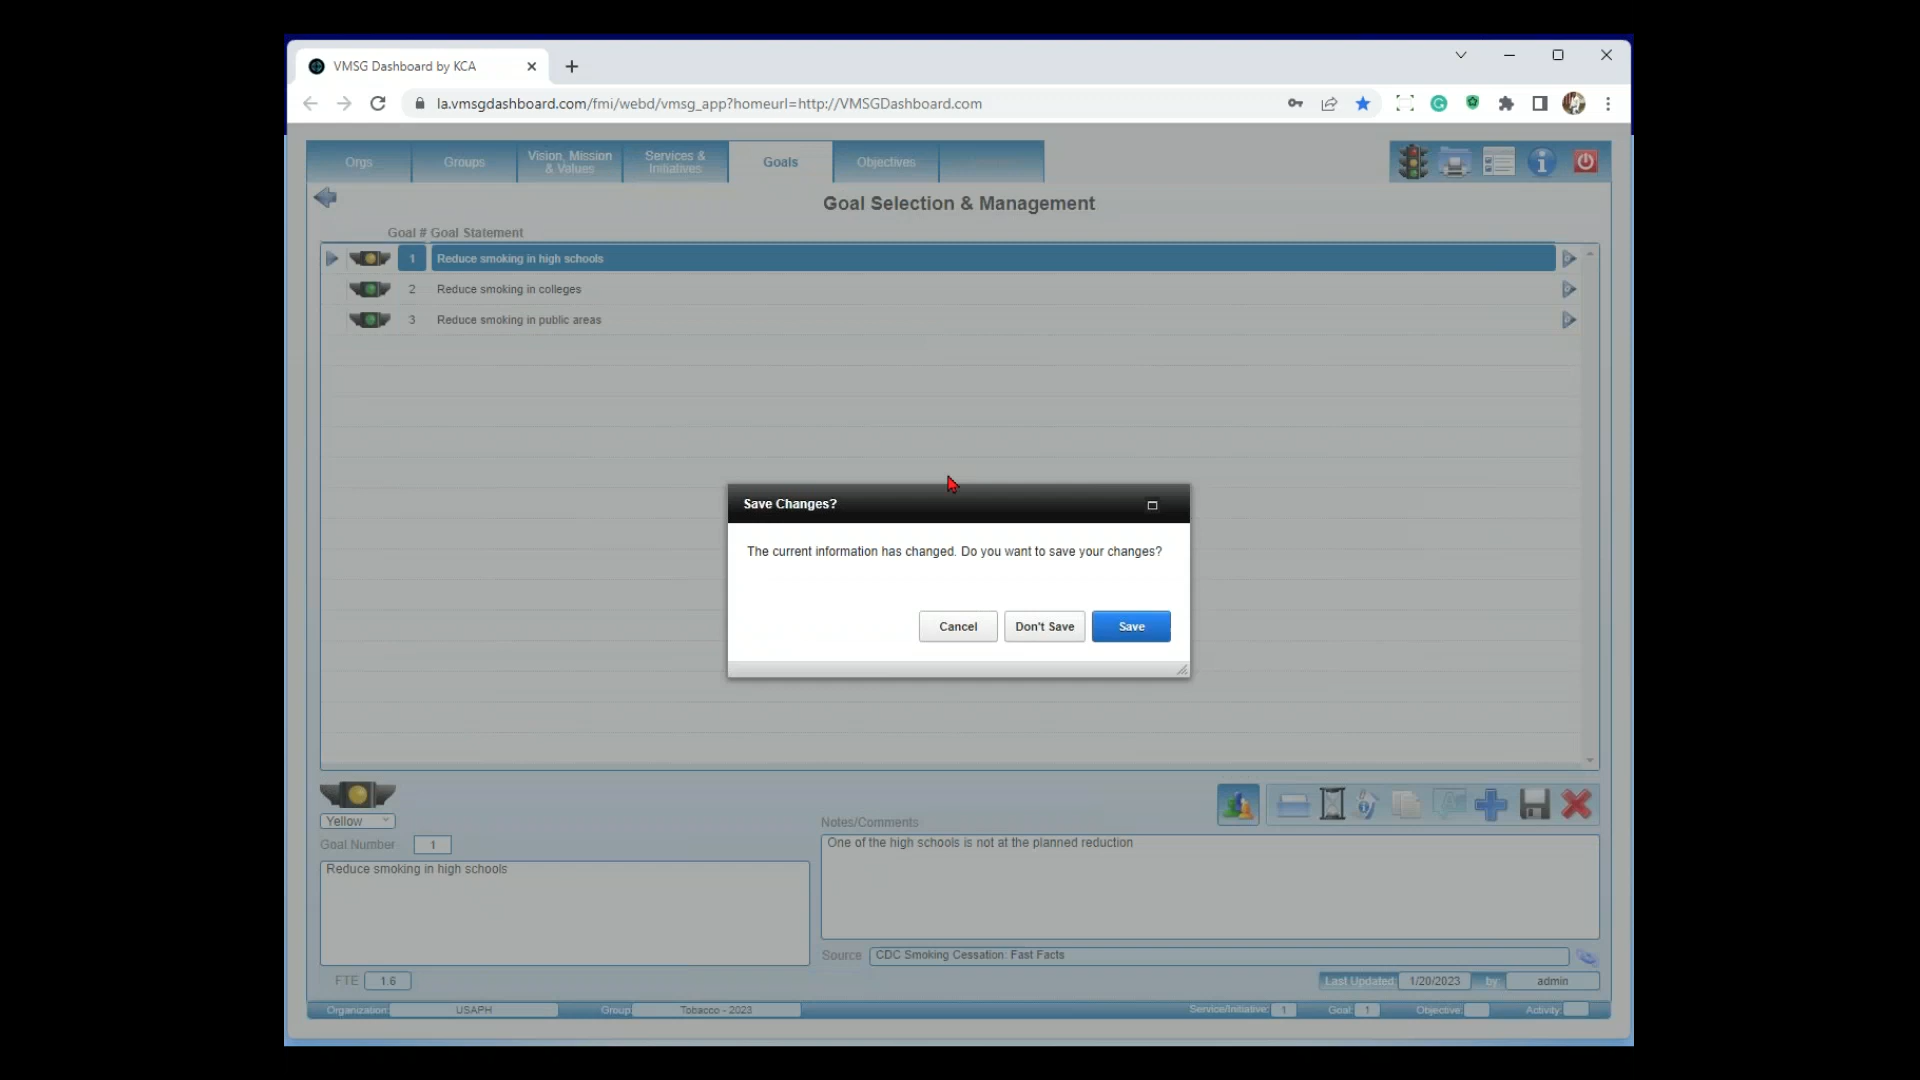 VMSG Dashboard by KCA
la.vmsgdashboard.com/fmi/webd/vmsg_app?homeurl=http://VMSGDashboard.com
Orgs
Groups
Vision, Mission
& Values
Services &
Initiatives
Goals
Objectives
Goal Selection & Management
Goal # Goal Statement
1 Reduce smoking in high schools
2 Reduce smoking in colleges
3 Reduce smoking in public areas
Save Changes?
The current information has changed. Do you want to save your changes?
Cancel
Don't Save
Save
Yellow
Goal Number 1
Reduce smoking in high schools
FTE 1.6
Notes/Comments
One of the high schools is not at the planned reduction
Source CDC Smoking Cessation: Fast Facts
Last Updated: 1/20/2023 by admin
Organization: USAPH Group: Tobacco - 2023 Service/Initiative: 1 Goal: 1 Objective: Activity: